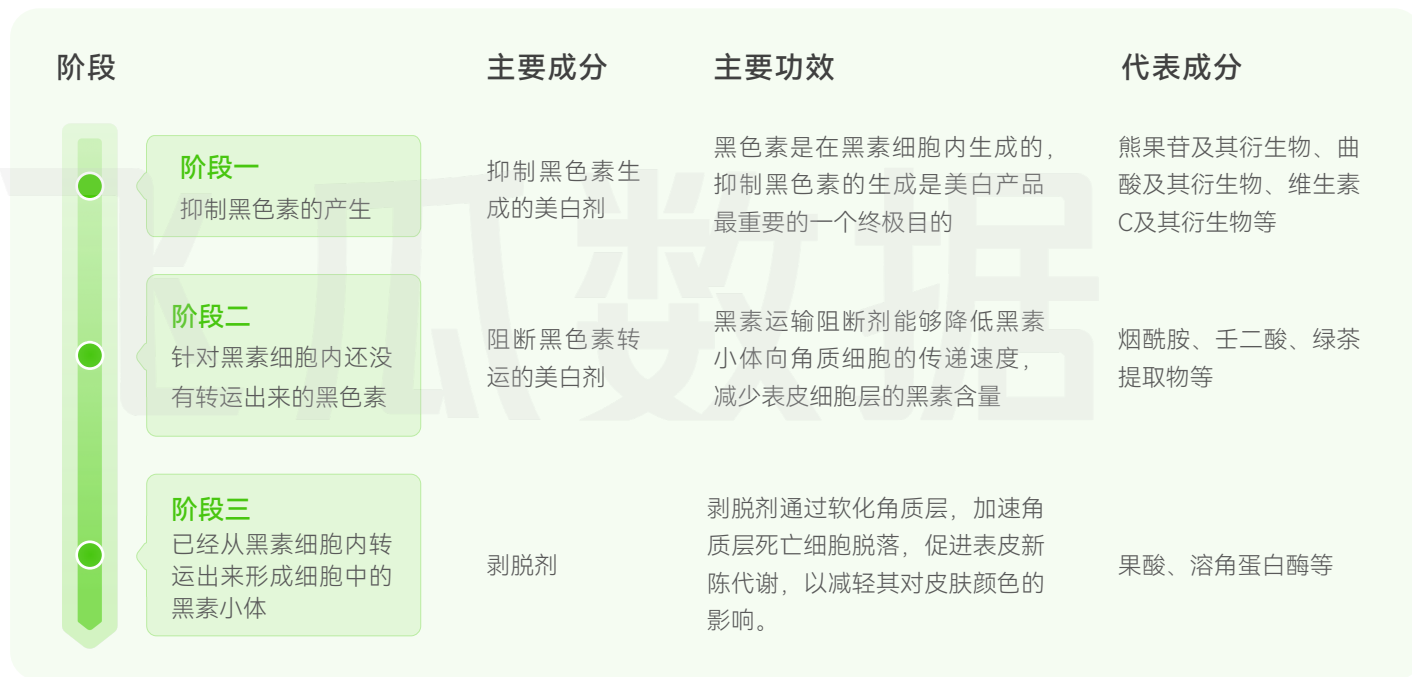 阶段
主要成分
主要功效
代表成分
阶段一
抑制黑色素的产生
抑制黑色素生
成的美白剂
黑色素是在黑素细胞内生成的，
抑制黑色素的生成是美白产品
最重要的一个终极目的
熊果苷及其衍生物、曲
酸及其衍生物、维生素
C及其衍生物等
阶段二
针对黑素细胞内还没
有转运出来的黑色素
阻断黑色素转
运的美白剂
黑素运输阻断剂能够降低黑素
小体向角质细胞的传递速度，
减少表皮细胞层的黑素含量
烟酰胺、壬二酸、绿茶
提取物等
阶段三
已经从黑素细胞内转
运出来形成细胞中的
黑素小体
剥脱剂
剥脱剂通过软化角质层，加速角
质层死亡细胞脱落，促进表皮新
陈代谢，以减轻其对皮肤颜色的
影响。
果酸、溶角蛋白酶等
飞瓜数据